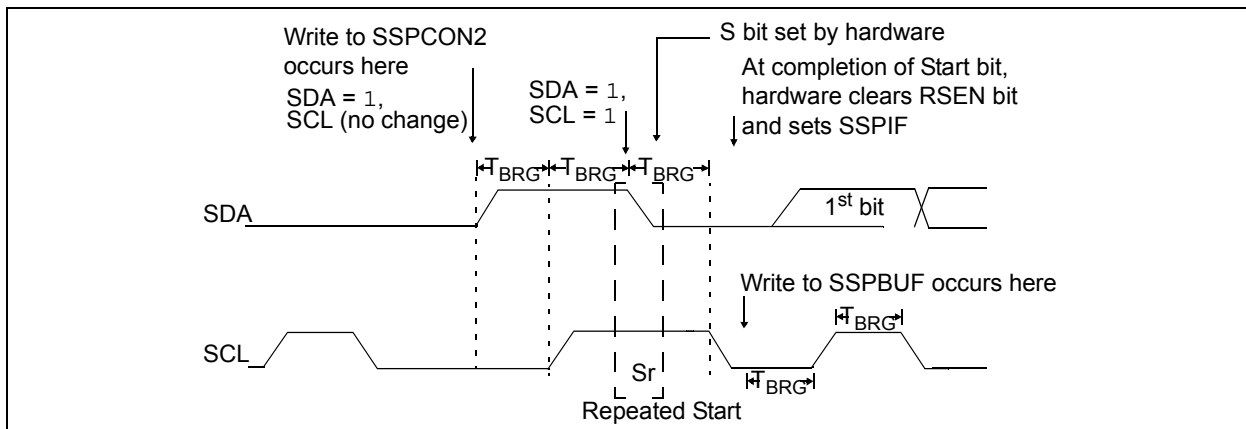 Write to SSPCON2
occurs here
SDA = 1,
SCL (no change)
SDA = 1,
SCL = 1
S bit set by hardware
At completion of Start bit,
hardware clears RSEN bit
and sets SSPIF
TBRG TBRG TBRG
SDA
1st bit
Write to SSPBUF occurs here
TBRG
SCL
Sr
TBRG
Repeated Start